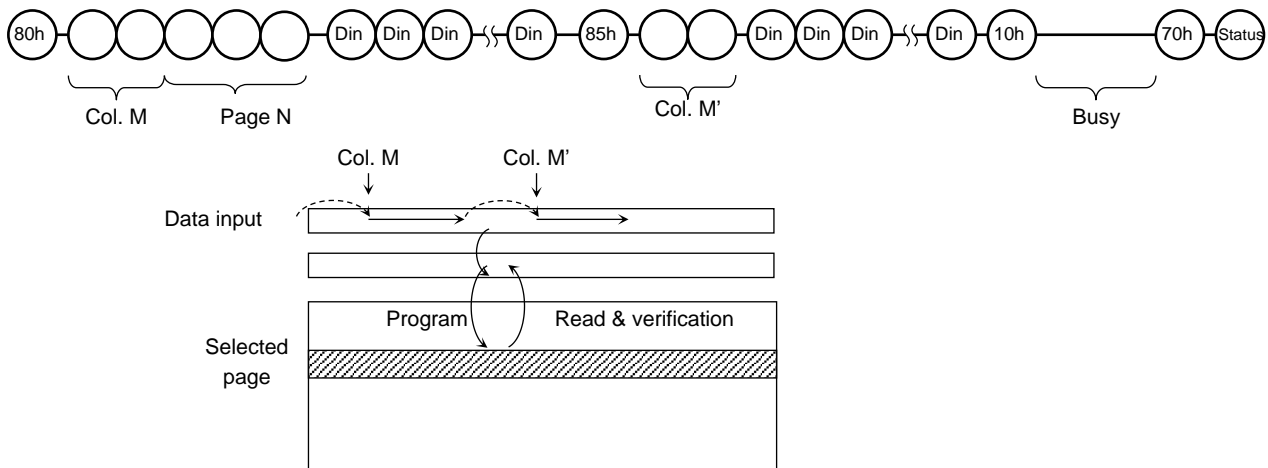 80h Din Din Din Din 85h Din Din Din Din 10h 70h Status
Col. M Page N Col. M’ Busy
Col. M Col. M’
Data input
Program Read & verification
Selected
page